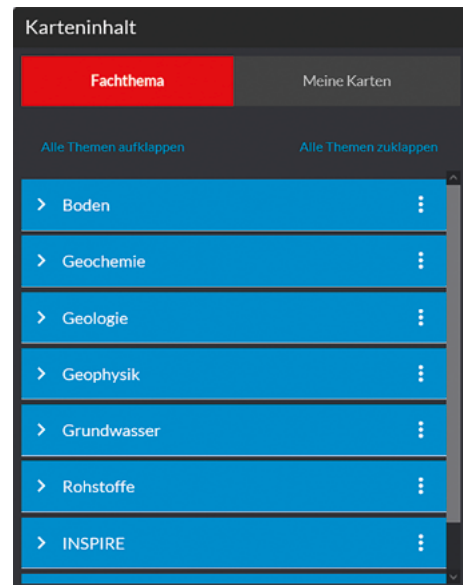 Karteninhalt
Fachthema Meine Karten
Alle Themen aufklappen Alle Themen zuklappen
Boden
Geochemie
Geologie
Geophysik
Grundwasser
Rohstoffe
INSPIRE